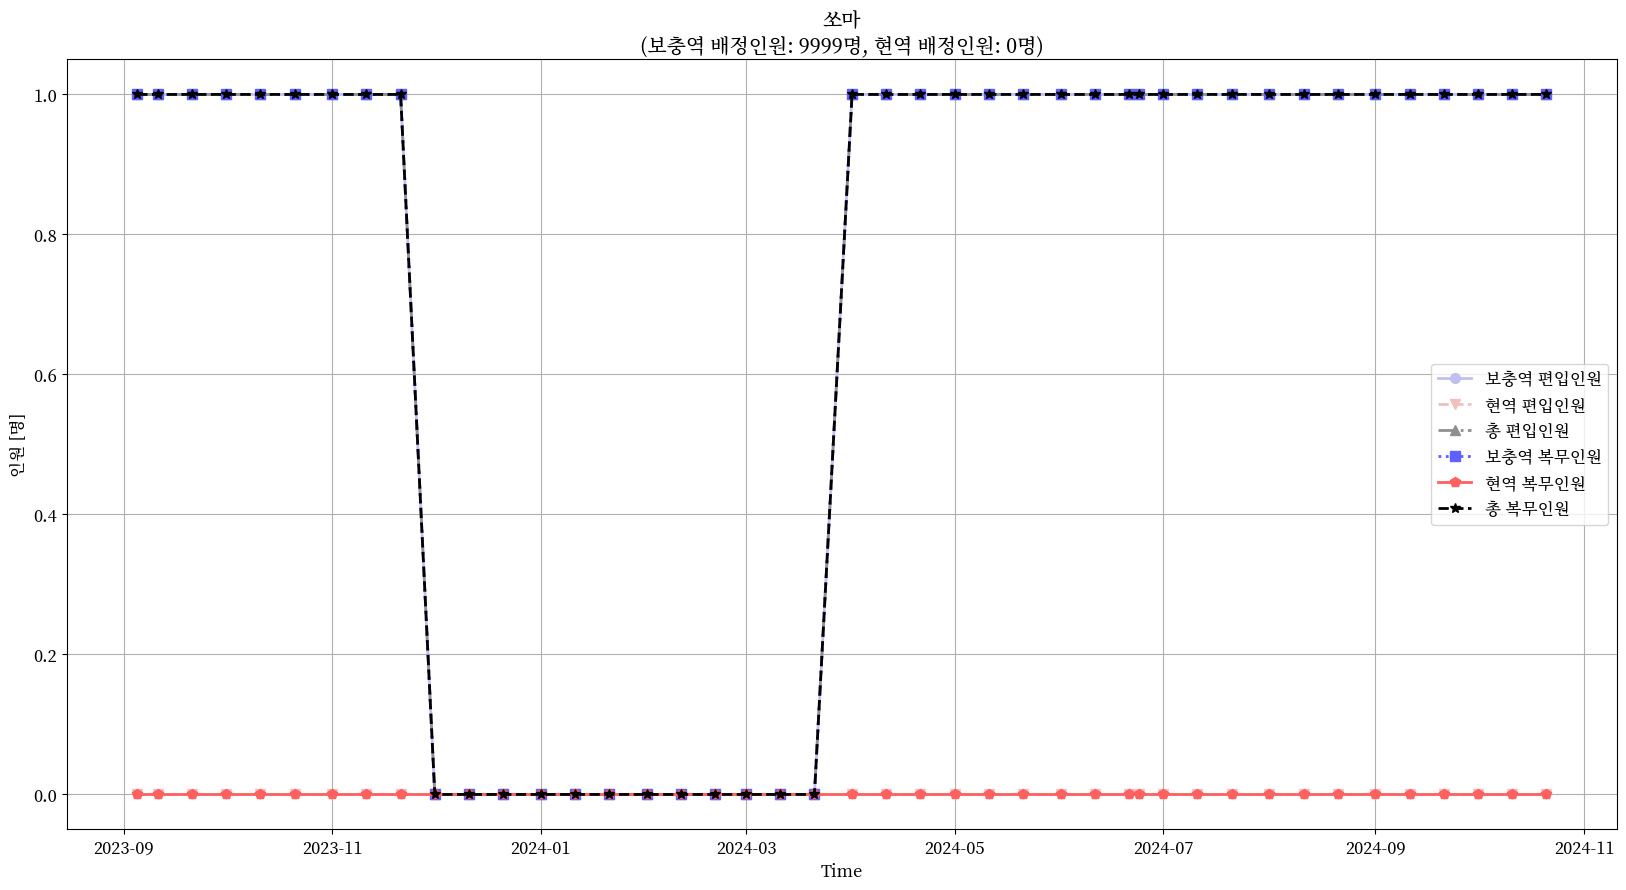 쏘마
(보충역 배정인원: 9999명, 현역 배정인원: 0명)
인원 [명]
1.0
0.8
0.6
0.4
0.2
0.0
보충역 편입인원
현역 편입인원
총 편입인원
보충역 복무인원
현역 복무인원
총 복무인원
2023-09 2023-11 2024-01 2024-03 2024-05 2024-07 2024-09 2024-11
Time